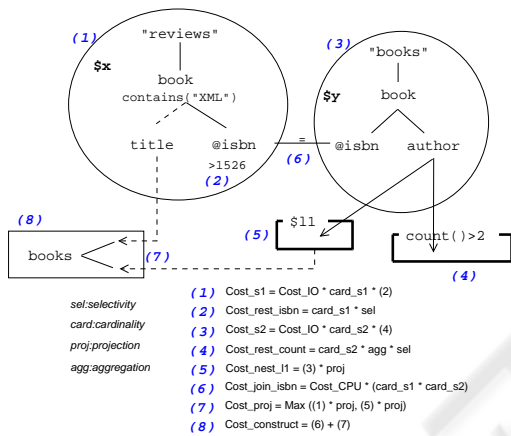 (1) "reviews" (3)
"books"
$x
book
contains("XML")
$y
book
title @isbn = @isbn author
>1526
(6)
(2)
(8)
(5) $l1
count()>2
books
(7)
(4)
sel:selectivity
card:cardinality
proj:projection
agg:aggregation
(1) Cost_s1 = Cost_IO * card_s1 * (2)
(2) Cost_rest_isbn = card_s1 * sel
(3) Cost_s2 = Cost_IO * card_s2 * (4)
(4) Cost_rest_count = card_s2 * agg * sel
(5) Cost_nest_l1 = (3) * proj
(6) Cost_join_isbn = Cost_CPU * (card_s1 * card_s2)
(7) Cost_proj = Max ((1) * proj, (5) * proj)
(8) Cost_construct = (6) + (7)